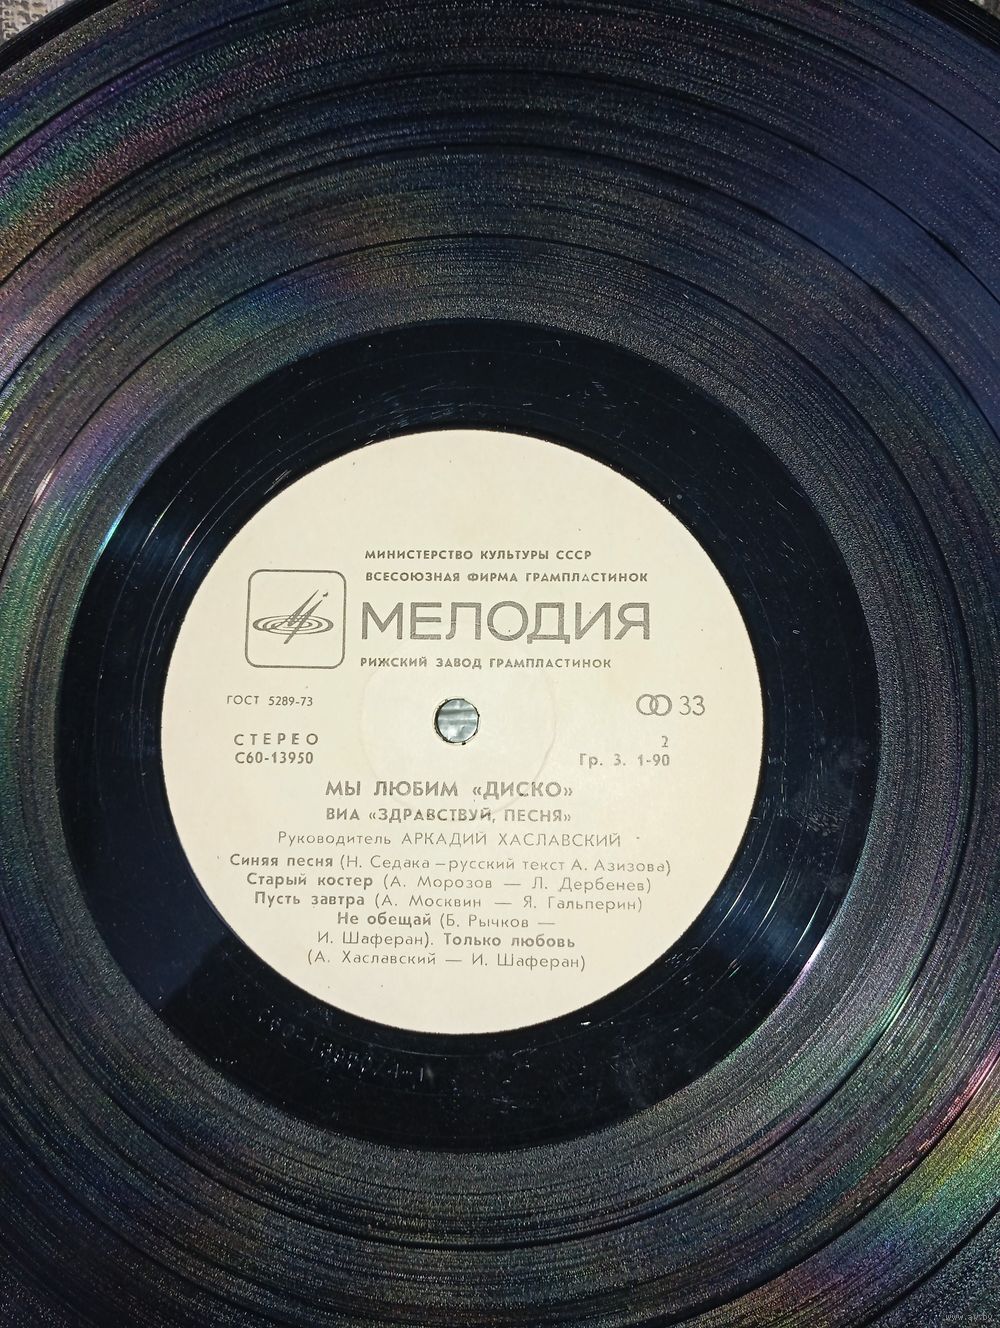 МИНИСТЕРСТВО КУЛЬТУРЫ СССР
ВСЕСОЮЗНАЯ ФИРМА ГРАМПЛАСТИНОК
МЕЛОДИЯ
РИЖСКИЙ ЗАВОД ГРАМПЛАСТИНОК
ГОСТ 5289-73
33
СТЕРЕО
2
С60-13950
Гр. 3. 1-90
МЫ ЛЮБИМ «ДИСКО»
ВИА «ЗДРАВСТВУЙ, ПЕСНЯ»
Руководитель АРКАДИЙ ХАСЛАВСКИЙ
Синяя песня (Н. Седака – русский текст А. Азизова)
Старый костер (А. Морозов — Л. Дербенев)
Пусть завтра (А. Москвин — Я. Гальперин)
Не обещай (Б. Рычков —
И. Шаферан). Только любовь
(А. Хаславский — И. Шаферан)